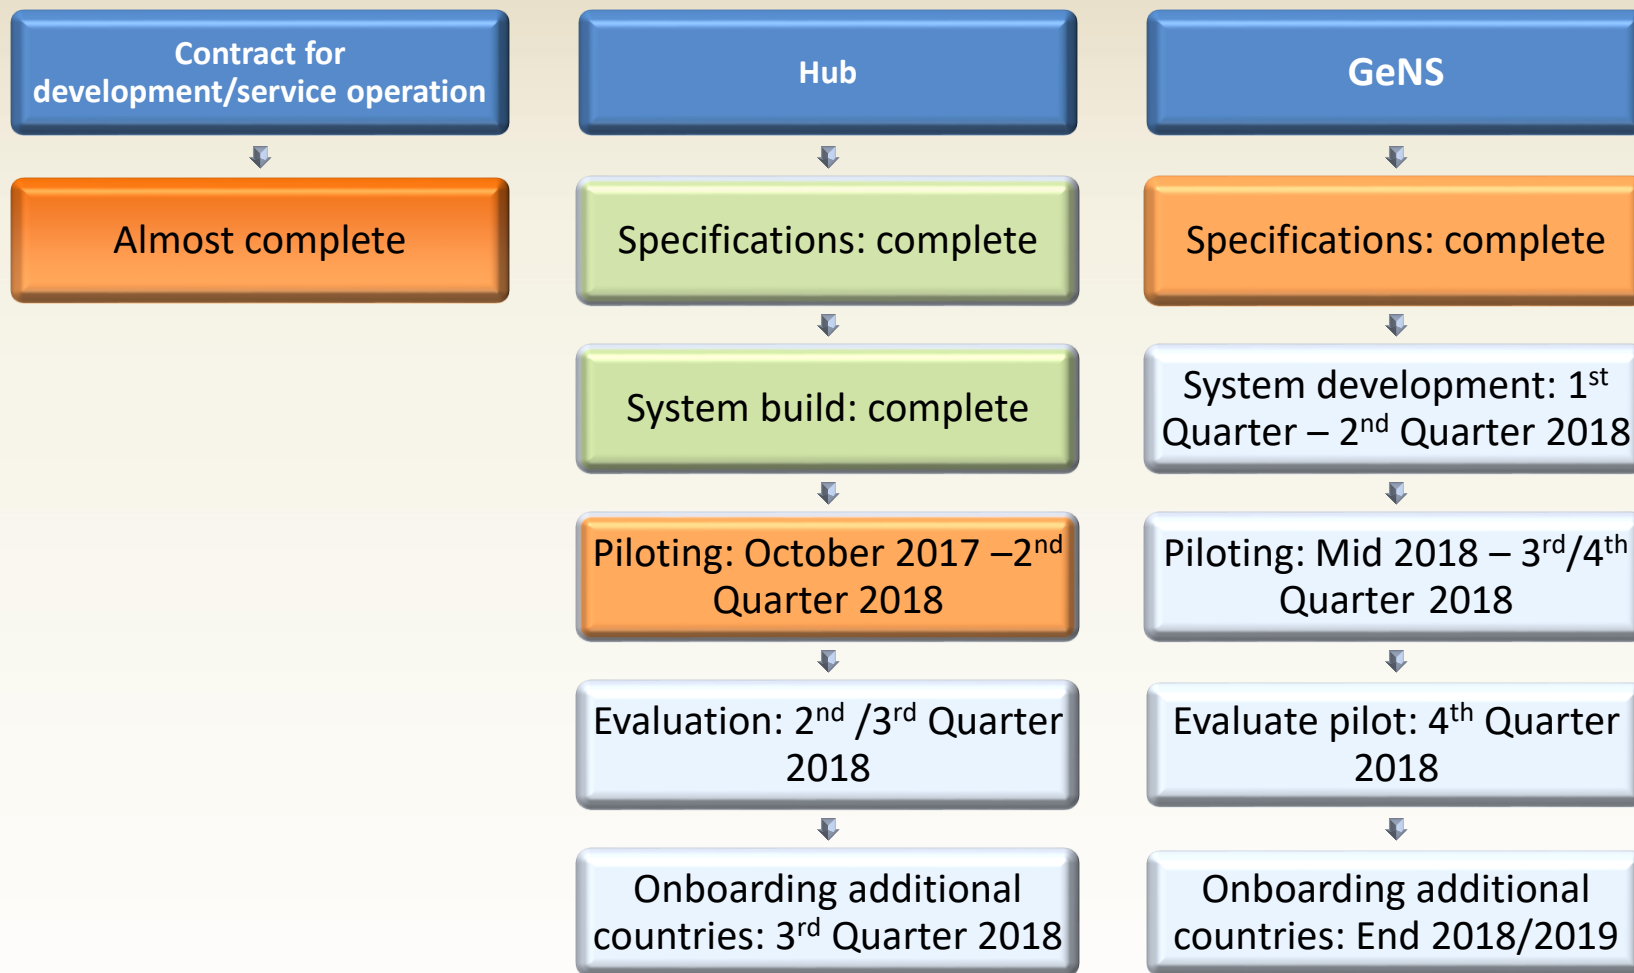 Contract for
development/service operation
Almost complete
Hub
Specifications: complete
System build: complete
Piloting: October 2017 –2nd
Quarter 2018
Evaluation: 2nd /3rd Quarter
2018
Onboarding additional
countries: 3rd Quarter 2018
GeNS
Specifications: complete
System development: 1st
Quarter – 2nd Quarter 2018
Piloting: Mid 2018 – 3rd/4th
Quarter 2018
Evaluate pilot: 4th Quarter
2018
Onboarding additional
countries: End 2018/2019